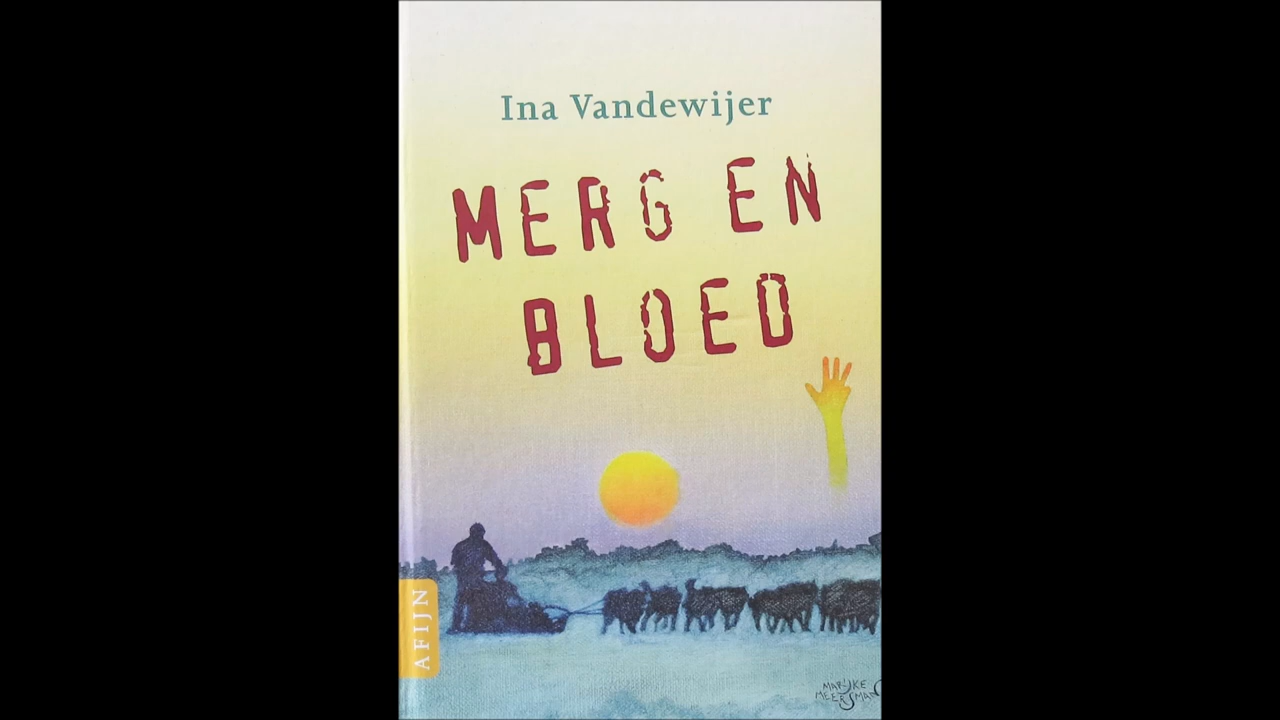 Ina Vandewijer
MERG EN
BLOED
AFIJN
MARIJKE
MEERSMAN